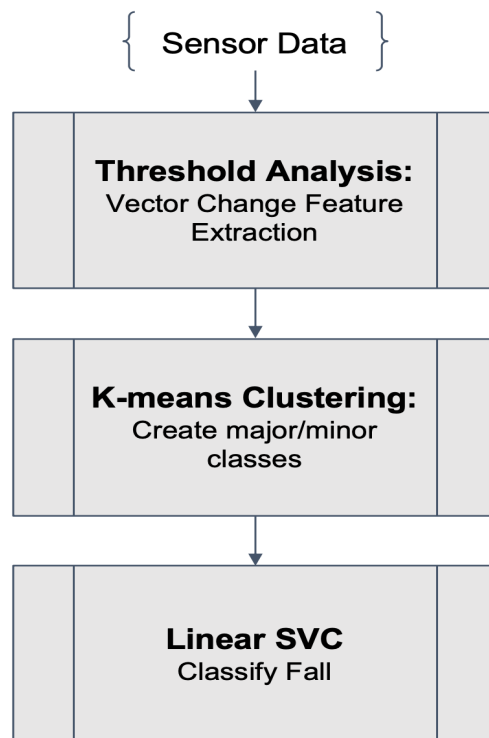 Sensor Data
Threshold Analysis:
Vector Change Feature
Extraction
K-means Clustering:
Create major/minor
classes
Linear SVC
Classify Fall